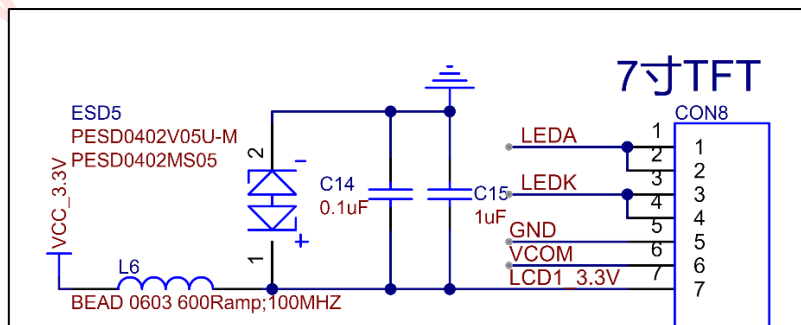 7寸TFT
ESD5
PESD0402V05U-M
PESD0402MS05
CON8
2
-
C14
0.1uF
C15
1uF
+
1
VCC_3.3V
L6
BEAD 0603 600Ramp;100MHZ
LEDA
LEDK
GND
VCOM
LCD1_3.3V
1
2
3
4
5
6
7
1
2
3
4
5
6
7